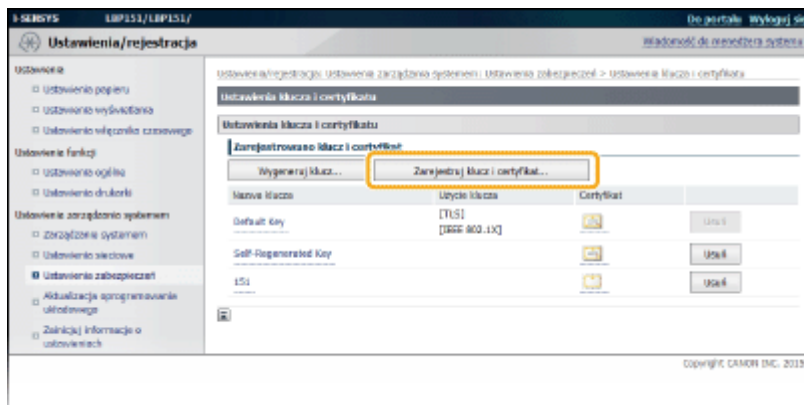 i-SENSYS LBP151/LBP151/ Do portalu Wyloguj się
Ustawienia/rejestracja Wiadomość do menedżera systemu
Ustawienia
Ustawienia papieru
Ustawienia wyświetlania
Ustawienia włącznika czasowego
Ustawienia funkcji
Ustawienia ogólne
Ustawienia drukarki
Ustawienia zarządzania systemem
Zarządzanie systemem
Ustawienia sieciowe
Ustawienia zabezpieczeń
Aktualizacja oprogramowania
układowego
Zainicjuj informacje o
ustawieniach
Ustawienia/rejestracja: Ustawienia zarządzania systemem: Ustawienia zabezpieczeń > Ustawienia klucza i certyfikatu
Ustawienia klucza i certyfikatu
Ustawienia klucza i certyfikatu
Zarejestrowano klucz i certyfikat
Wygeneruj klucz... Zarejestruj klucz i certyfikat...
Nazwa klucza Użycie klucza Certyfikat
Default Key [TLS] Usuń
[IEEE 802.1X]
Self-Regenerated Key Usuń
151 Usuń
Copyright CANON INC. 2015